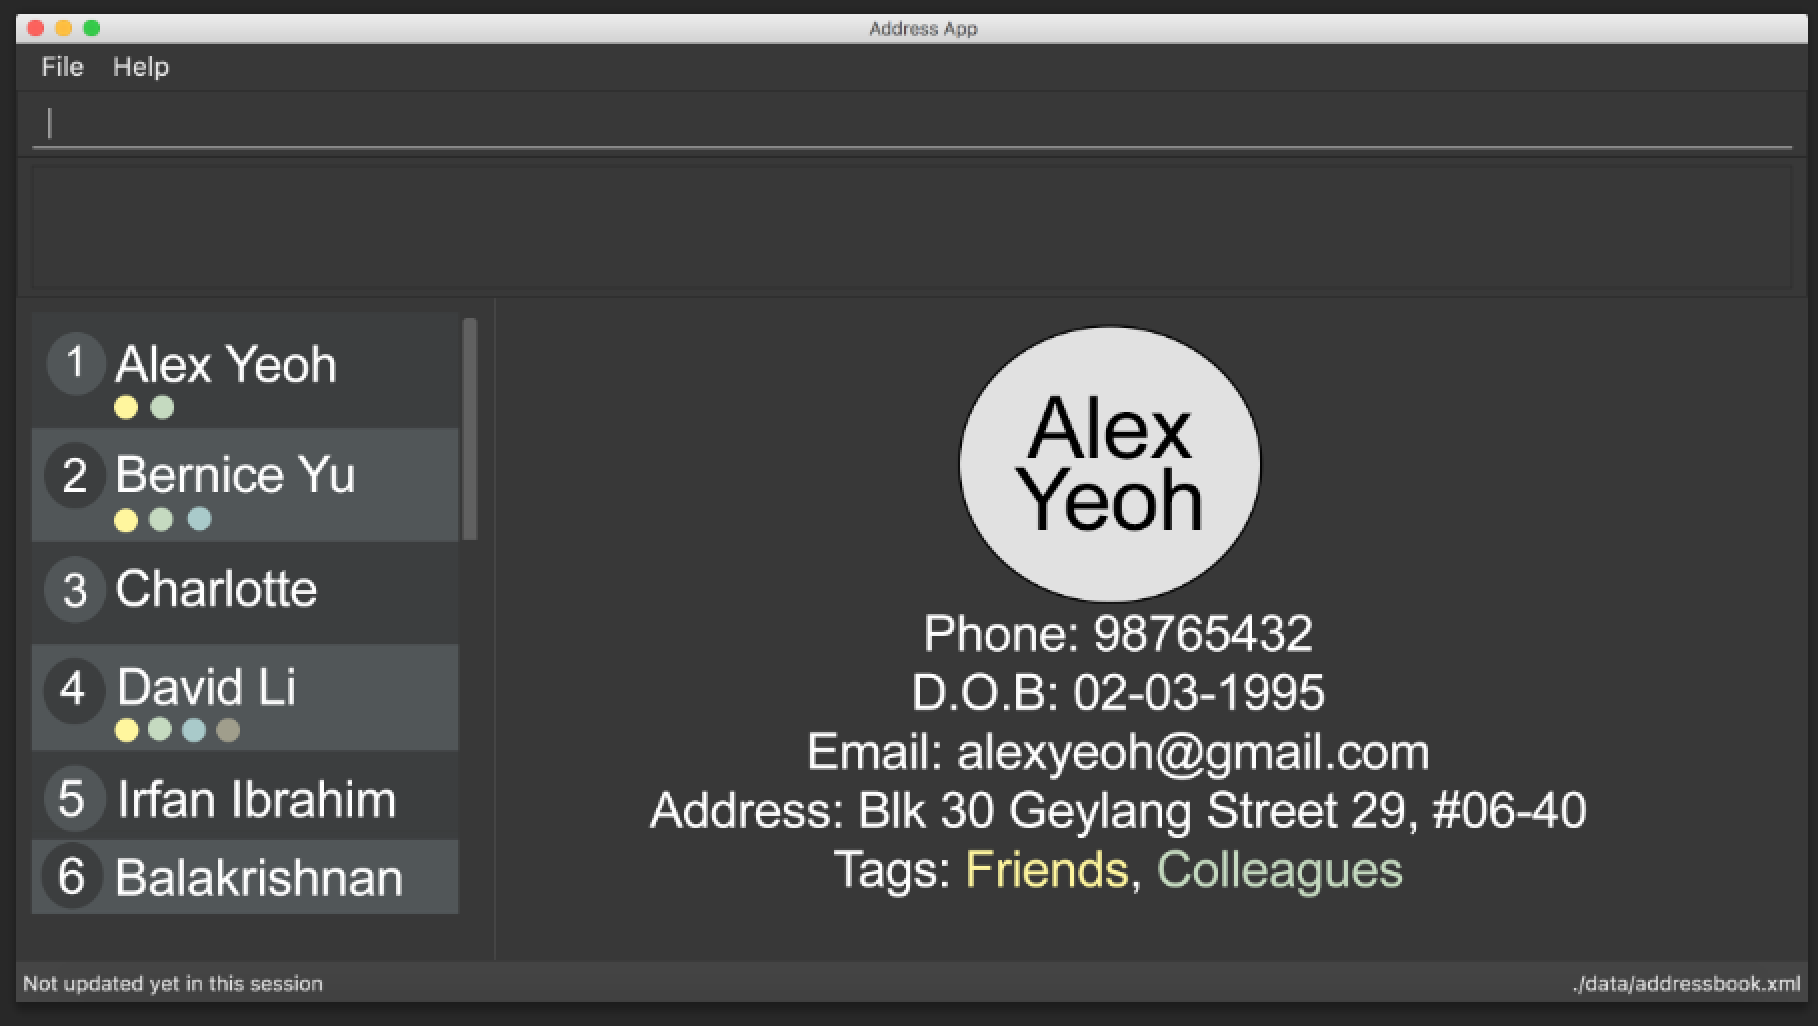 Address App
File Help
1 Alex Yeoh
2 Bernice Yu
3 Charlotte
4 David Li
5 Irfan Ibrahim
6 Balakrishnan
Alex
Yeoh
Phone: 98765432
D.O.B: 02-03-1995
Email: alexyeoh@gmail.com
Address: Blk 30 Geylang Street 29, #06-40
Tags: Friends, Colleagues
Not updated yet in this session
./data/addressbook.xml